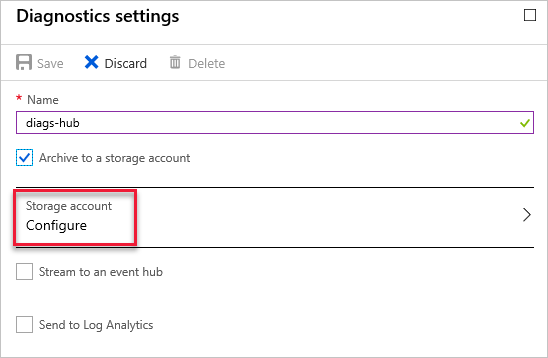 Diagnostics settings
Save Discard Delete
* Name
diags-hub
Archive to a storage account
Storage account
Configure
Stream to an event hub
Send to Log Analytics